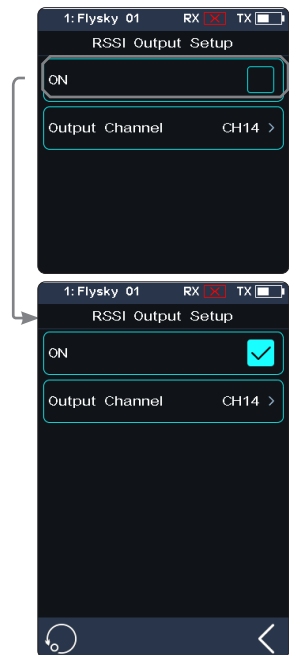 1: Flysky 01 RX TX
RSSI Output Setup
ON
Output Channel CH14 >
1: Flysky 01 RX TX
RSSI Output Setup
ON
Output Channel CH14 >